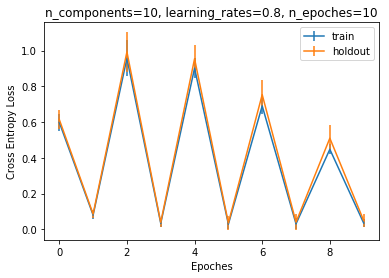 n_components=10, learning_rates=0.8, n_epoches=10
train
holdout
Cross Entropy Loss
1.0
0.8
0.6
0.4
0.2
0.0
0 2 4 6 8
Epoches